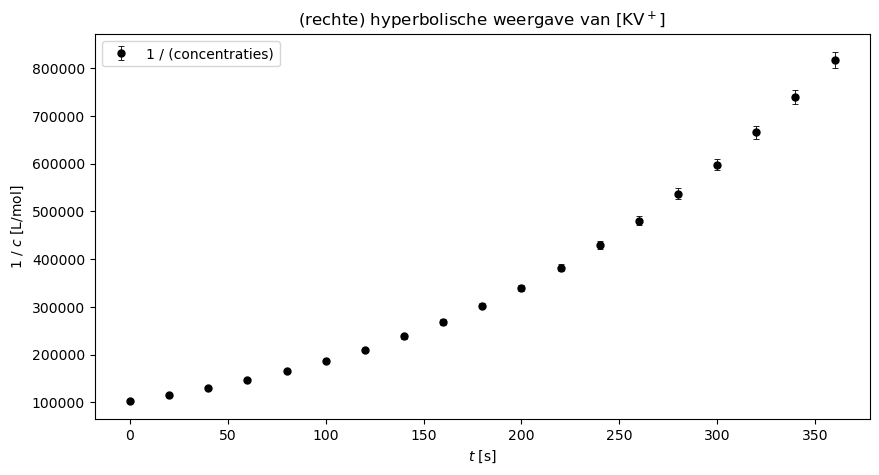 (rechte) hyperbolische weergave van [KV⁺]
1 / (concentraties)
800000
700000
600000
500000
400000
300000
200000
100000
1 / c [L/mol]
0 50 100 150 200 250 300 350
t [s]